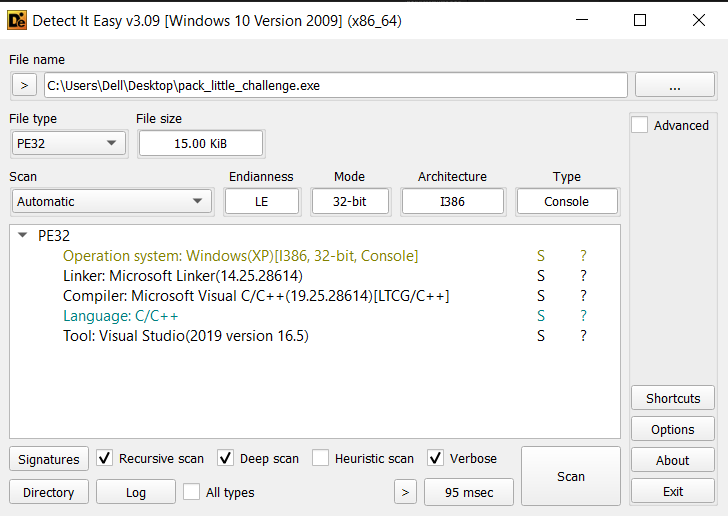 Detect It Easy v3.09 [Windows 10 Version 2009] (x86_64)
File name
> C:\Users\Dell\Desktop\pack_little_challenge.exe ...
File type File size Advanced
PE32 15.00 KiB
Scan Endianness Mode Architecture Type
Automatic LE 32-bit I386 Console
PE32
Operation system: Windows(XP)[I386, 32-bit, Console] S ?
Linker: Microsoft Linker(14.25.28614) S ?
Compiler: Microsoft Visual C/C++(19.25.28614)[LTCG/C++] S ?
Language: C/C++ S ?
Tool: Visual Studio(2019 version 16.5) S ?
Shortcuts
Options
Signatures Recursive scan Deep scan Heuristic scan Verbose Scan About
Directory Log All types > 95 msec Exit